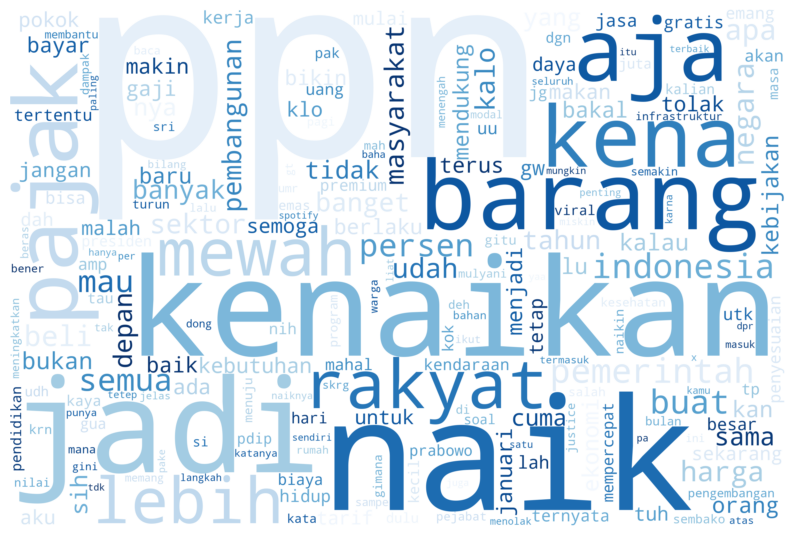 pokok
membantu
bayar
kerja
mulai
yang
jasa
gratis
emang
apa
ppn
baca
itu
terbaik
aja
makin
pak
bikin
dgn
daya
juta
kalian
akan
dampak
paling
gaji
uang
mendukung
kalo
seluruh
masa
tertentu
nya
klo
menengah
jg
makan
tolak
negara
sri
pembangunan
masyarakat
uu
modal
bakal
infrastruktur
pajak
jangan
bilang
mah
kena
kebijakan
baru
tidak
terus
gw
mungkin
semakin
bisa
banyak
umr
baha
barang
turun
emas
premium
penting
lalu
spotify
banget
viral
karna
miskin
dah
malah
sektor
semoga
berlaku
beras
presiden
mewah
persen
gitu
tahun
kalau
hanya
per
amp
udah
menjadi
lu
indonesia
bener
mau
tau
kenaikan
mulyani
warga
deh
bahan
tetap
kesehatan
utk
dpr
tak
depan
dong
nih
program
kok
ikut
naikin
masuk
meningkatkan
beli
bukan
baik
kebutuhan
mahal
kendaraan
termasuk
x
penyesuaian
semua
ada
skrg
rakyat
pemerintah
udh
tetep
jelas
menuju
naiknya
kamu
tp
jadi
kaya
punya
gua
hari
untuk
di
soal
cuma
buat
kan
krn
si
pdip
sendiri
satu
salah
bulan
besar
sama
pendidikan
mana
katanya
naik
prabowo
januari
lah
justice
ekonomi
mempercepat
pa
ini
sekarang
gini
memang
langkah
rumah
gimana
kecil
nilai
tdk
pake
biaya
harga
pengembangan
sih
lebih
hidup
juga
tuh
orang
aku
kata
tarif
sampe
dulu
pejabat
menolak
ternyata
sembako
atas